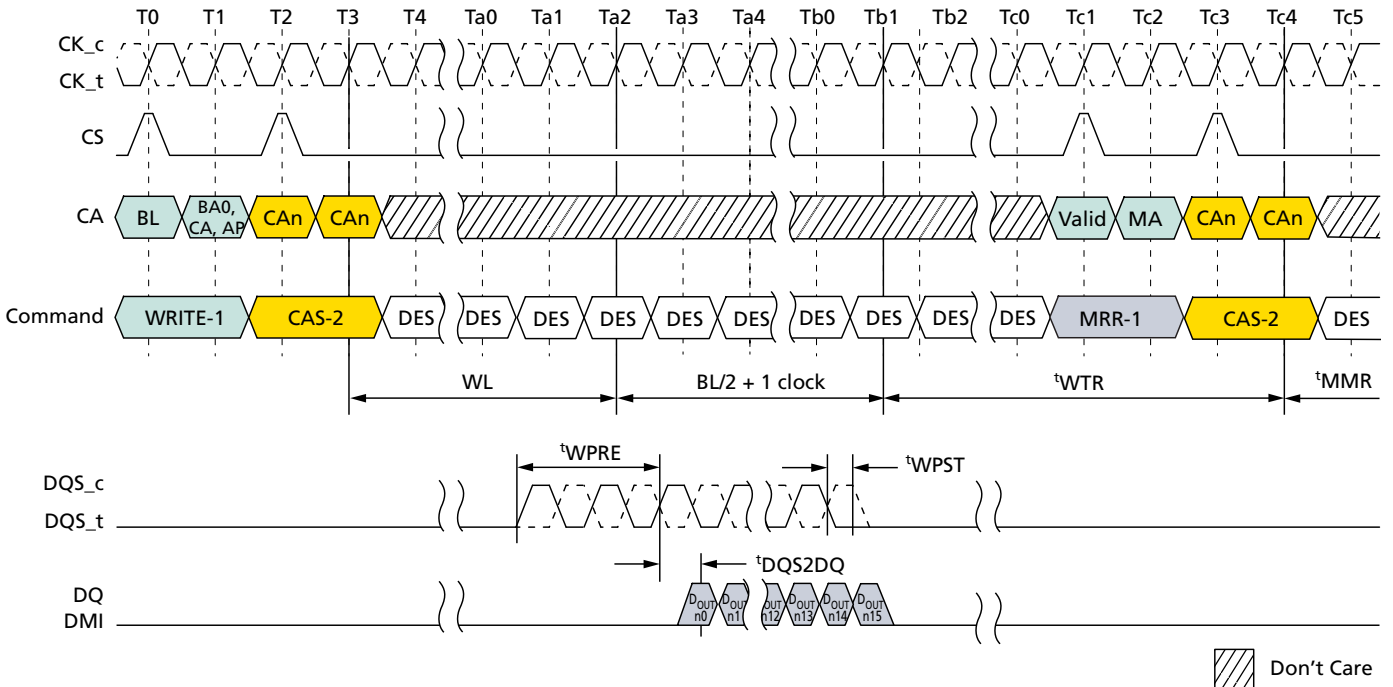 T0 T1 T2 T3 T4 Ta0 Ta1 Ta2 Ta3 Ta4 Tb0 Tb1 Tb2 Tc0 Tc1 Tc2 Tc3 Tc4 Tc5
CK_c
CK_t
CS
CA BL BA0, CA, AP CAn CAn Valid MA CAn CAn
Command WRITE-1 CAS-2 DES DES DES DES DES DES DES DES DES DES MRR-1 CAS-2 DES
WL BL/2 + 1 clock tWTR tMMR
tWPRE tWPST
DQS_c
DQS_t
tDQS2DQ
DQ
DMI
DOUT n0 DOUT n1 DOUT n12 DOUT n13 DOUT n14 DOUT n15
Don't Care